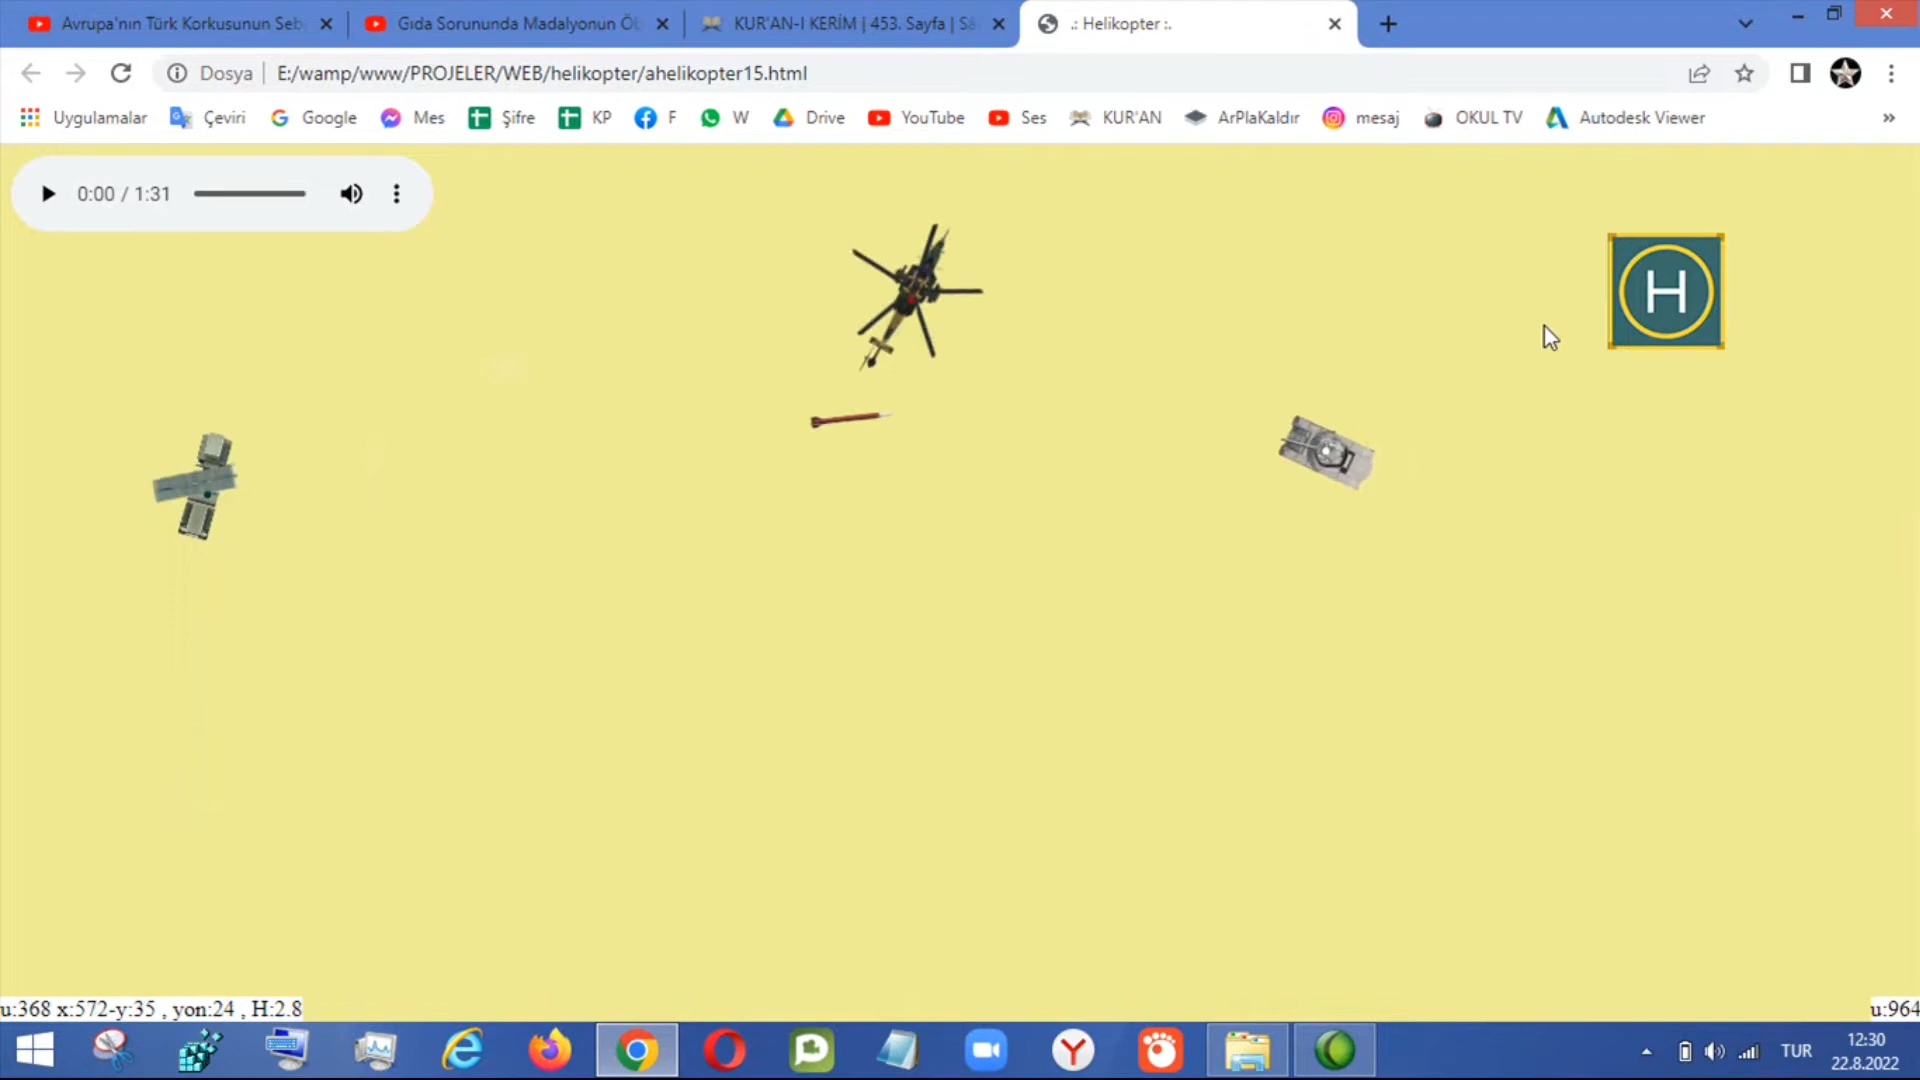 Avrupa'nın Türk Korkusunun Seb
Gıda Sorununda Madalyonun Öb
KUR'AN-I KERİM | 453. Sayfa | Sâ
.: Helikopter :.
Dosya
E:/wamp/www/PROJELER/WEB/helikopter/ahelikopter15.html
Uygulamalar
Çeviri
Google
Mes
Şifre
KP
F
W
Drive
YouTube
Ses
KUR'AN
ArPlaKaldır
mesaj
OKUL TV
Autodesk Viewer
»
0:00 / 1:31
H
u:368 x:572-y:35 , yon:24 , H:2.8
u:964
TUR
12:30
22.8.2022